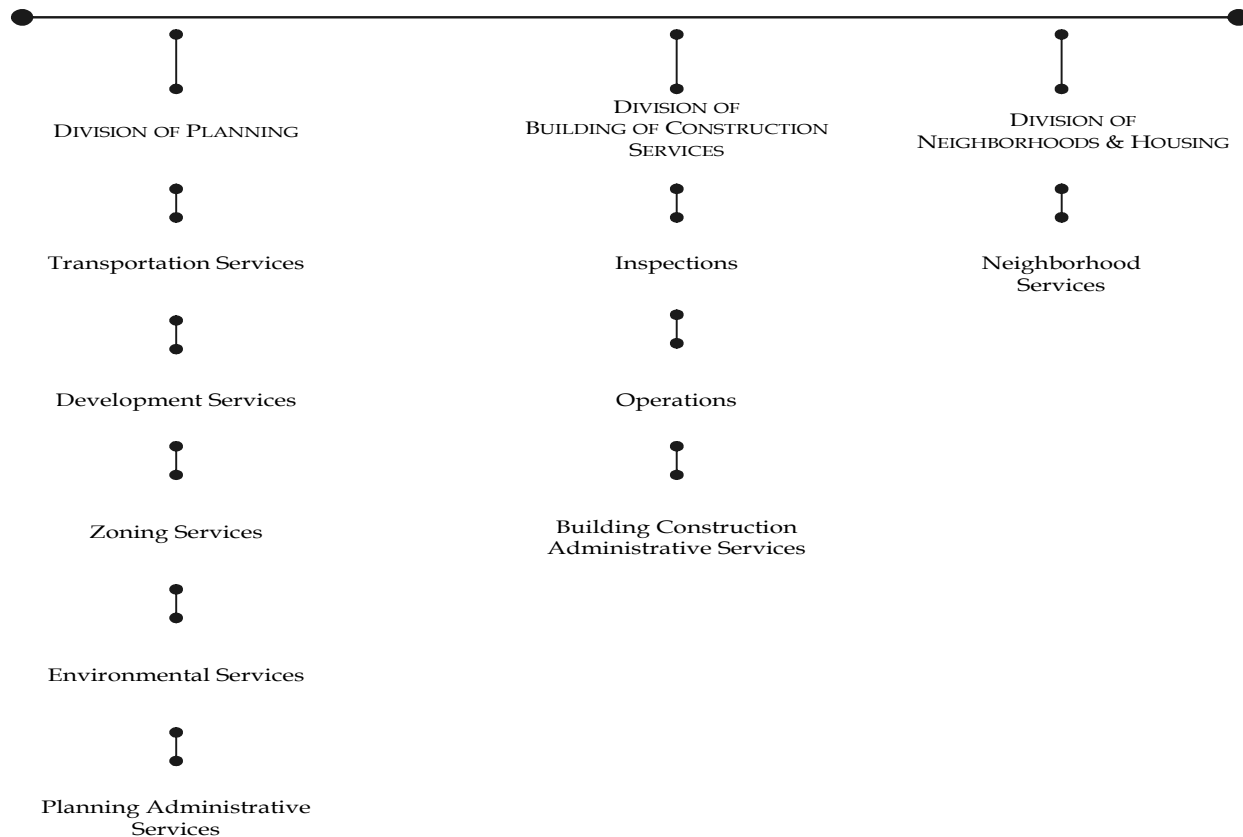 DIVISION OF PLANNING
Transportation Services
Development Services
Zoning Services
Environmental Services
Planning Administrative
Services
DIVISION OF
BUILDING OF CONSTRUCTION
SERVICES
Inspections
Operations
Building Construction
Administrative Services
DIVISION OF
NEIGHBORHOODS & HOUSING
Neighborhood
Services